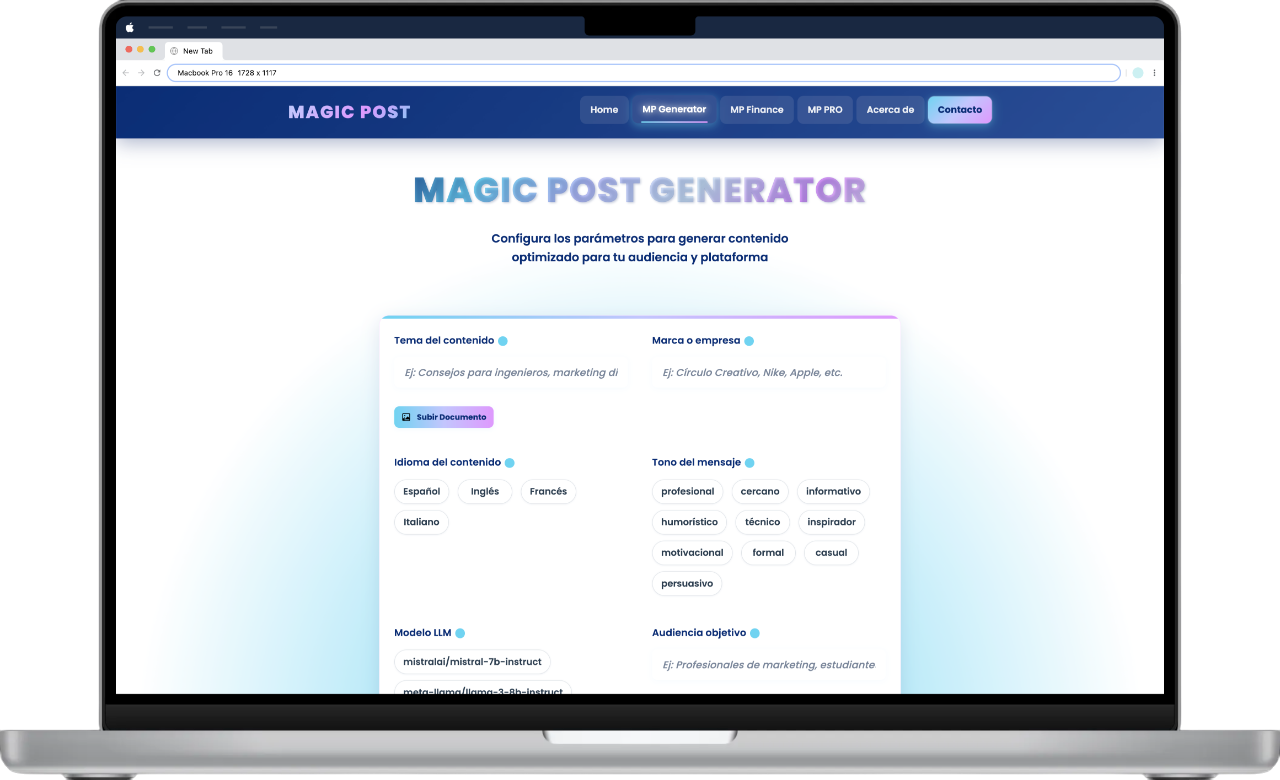 New Tab
Macbook Pro 16 1728 x 1117
MAGIC POST
Home MP Generator MP Finance MP PRO Acerca de Contacto
MAGIC POST GENERATOR
Configura los parámetros para generar contenido
optimizado para tu audiencia y plataforma
Tema del contenido
Ej: Consejos para ingenieros, marketing di
Marca o empresa
Ej: Círculo Creativo, Nike, Apple, etc.
Subir Documento
Idioma del contenido
Español Inglés Francés
Italiano
Tono del mensaje
profesional cercano informativo
humorístico técnico inspirador
motivacional formal casual
persuasivo
Modelo LLM
mistralai/mistral-7b-instruct
meta-llama/llama-3-8b-instruct
Audiencia objetivo
Ej: Profesionales de marketing, estudiante